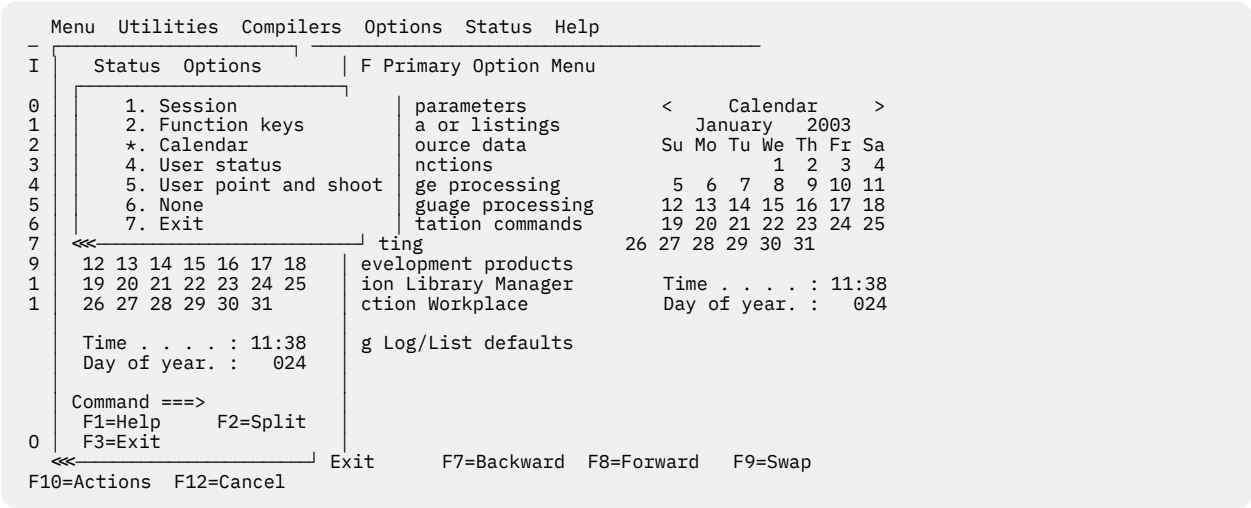 Menu Utilities Compilers Options Status Help
I Status Options F Primary Option Menu
0 1. Session parameters < Calendar >
1 2. Function keys a or listings January 2003
2 *. Calendar ource data Su Mo Tu We Th Fr Sa
3 4. User status nctions 1 2 3 4
4 5. User point and shoot ge processing 5 6 7 8 9 10 11
5 6. None guage processing 12 13 14 15 16 17 18
6 7. Exit tation commands 19 20 21 22 23 24 25
7 ⋘ ting 26 27 28 29 30 31
9 12 13 14 15 16 17 18 evelopment products
1 19 20 21 22 23 24 25 ion Library Manager Time . . . . : 11:38
1 26 27 28 29 30 31 ction Workplace Day of year. : 024
Time . . . . : 11:38 g Log/List defaults
Day of year. : 024
Command ===>
F1=Help F2=Split
O F3=Exit
⋘ Exit F7=Backward F8=Forward F9=Swap
F10=Actions F12=Cancel